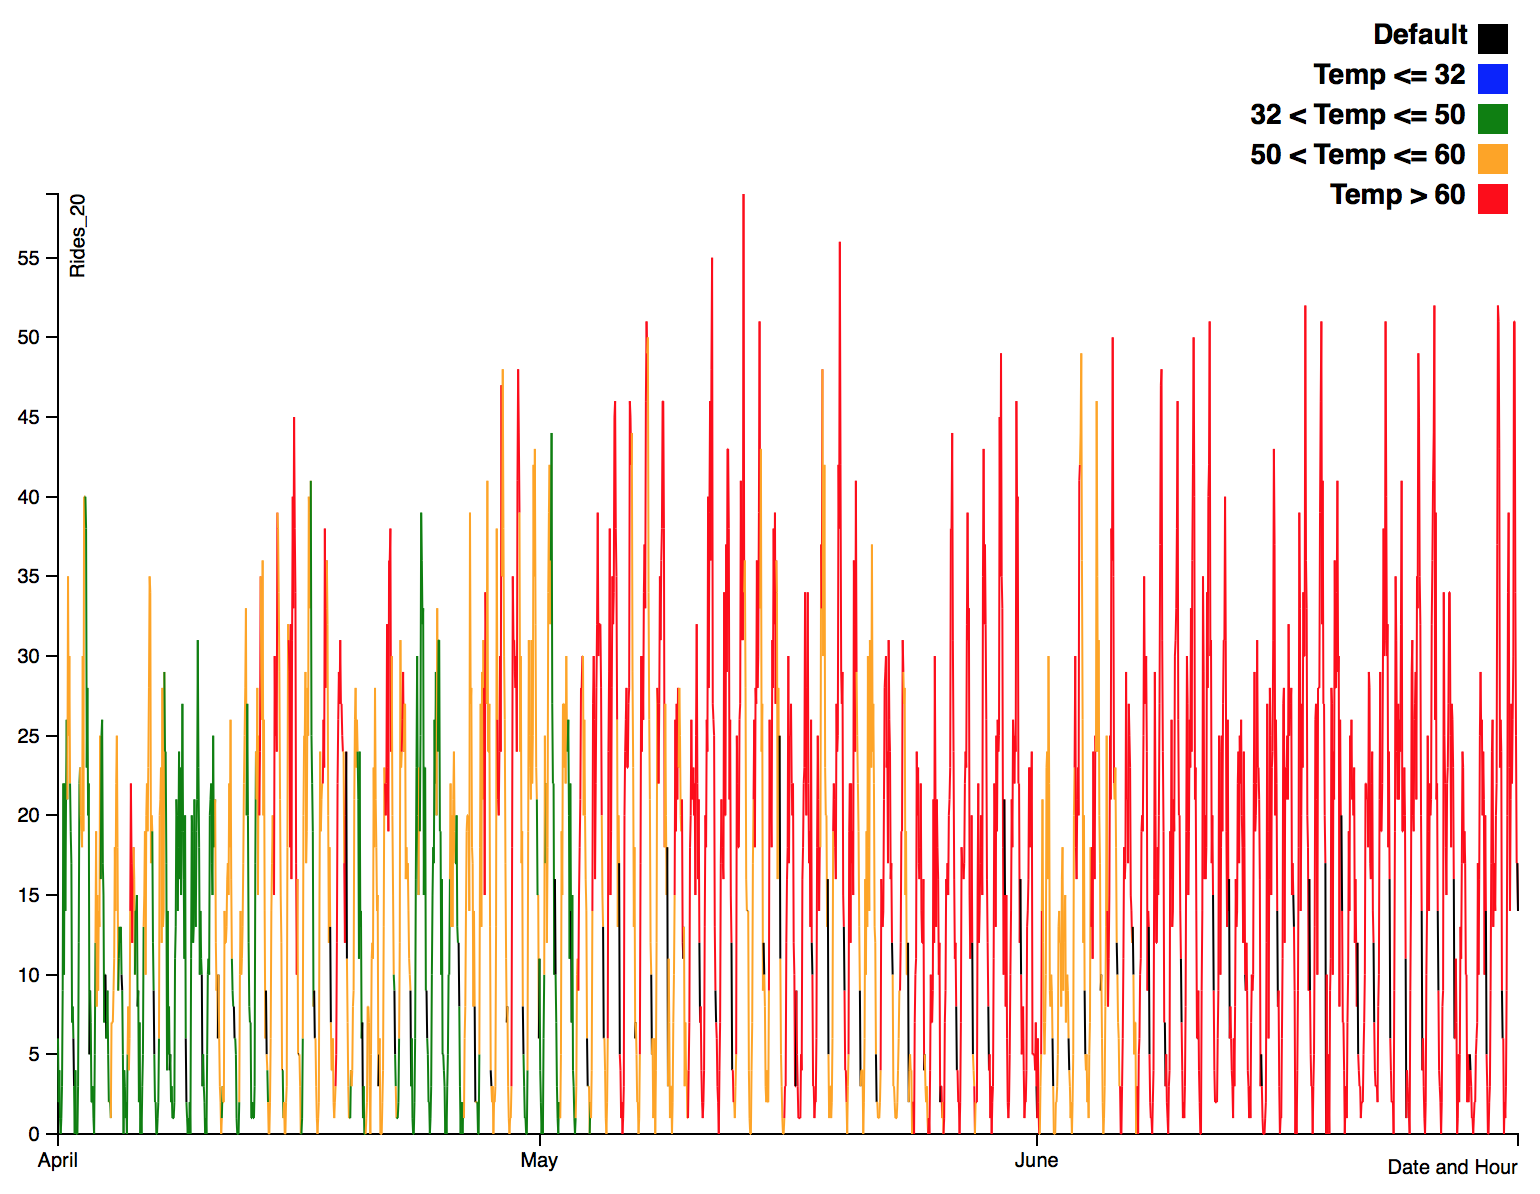 Default
Temp <= 32
32 < Temp <= 50
50 < Temp <= 60
Temp > 60
Rides_20
55
50
45
40
35
30
25
20
15
10
5
0
April
May
June
Date and Hour